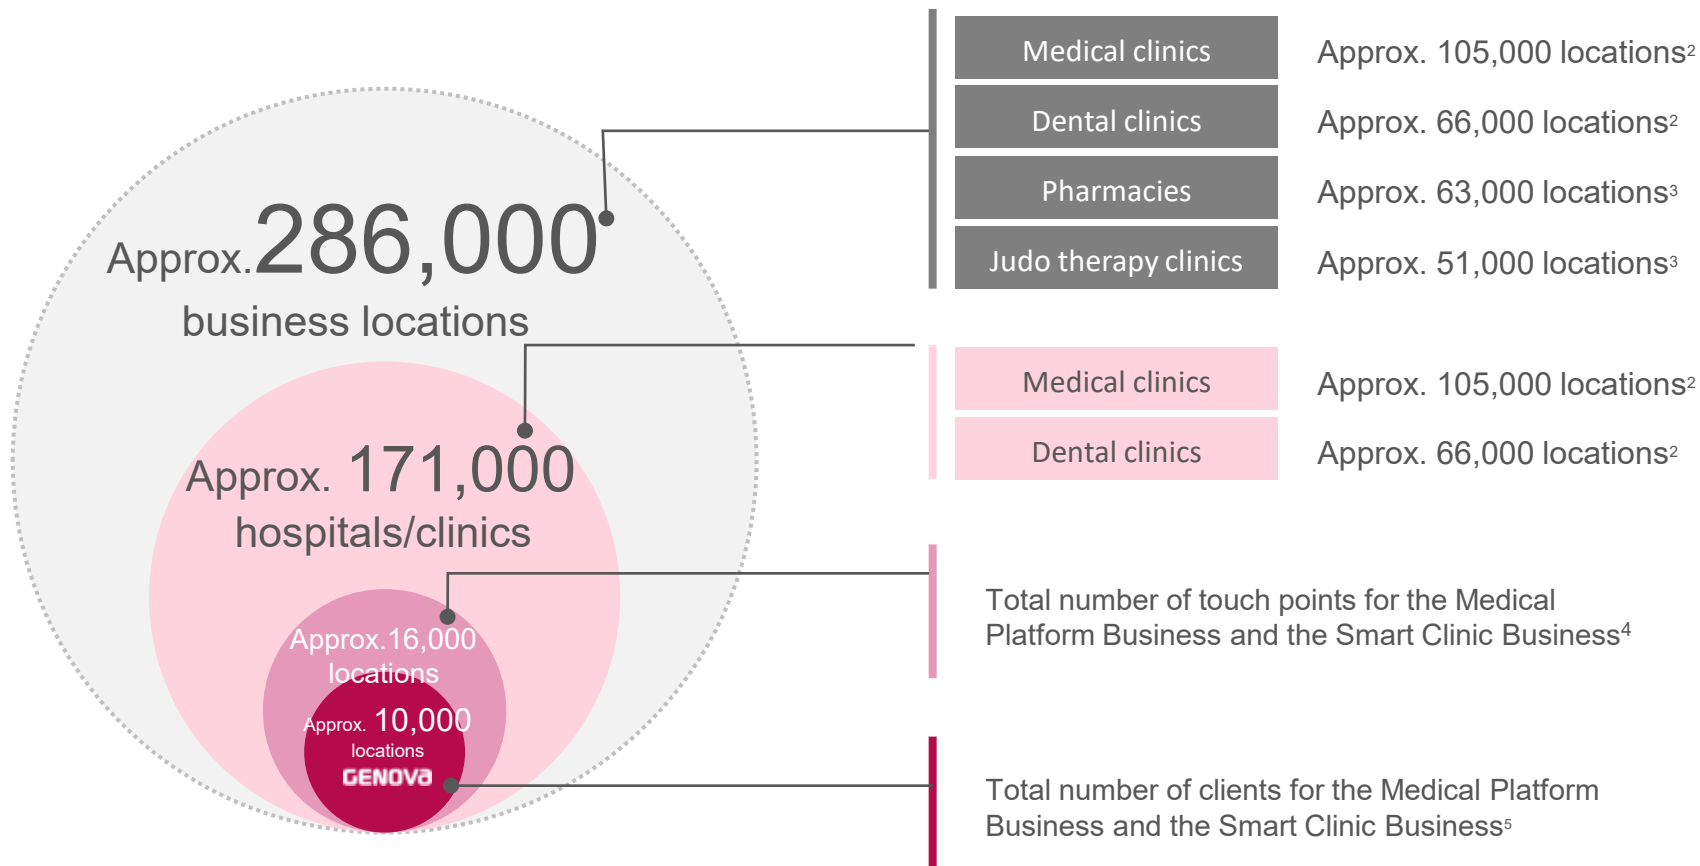 Approx.286,000
business locations
Approx. 171,000
hospitals/clinics
Approx.16,000
locations
Approx. 10,000
locations
GENOVa
Medical clinics Approx. 105,000 locations²
Dental clinics Approx. 66,000 locations²
Pharmacies Approx. 63,000 locations³
Judo therapy clinics Approx. 51,000 locations³
Medical clinics Approx. 105,000 locations²
Dental clinics Approx. 66,000 locations²
Total number of touch points for the Medical
Platform Business and the Smart Clinic Business⁴
Total number of clients for the Medical Platform
Business and the Smart Clinic Business⁵